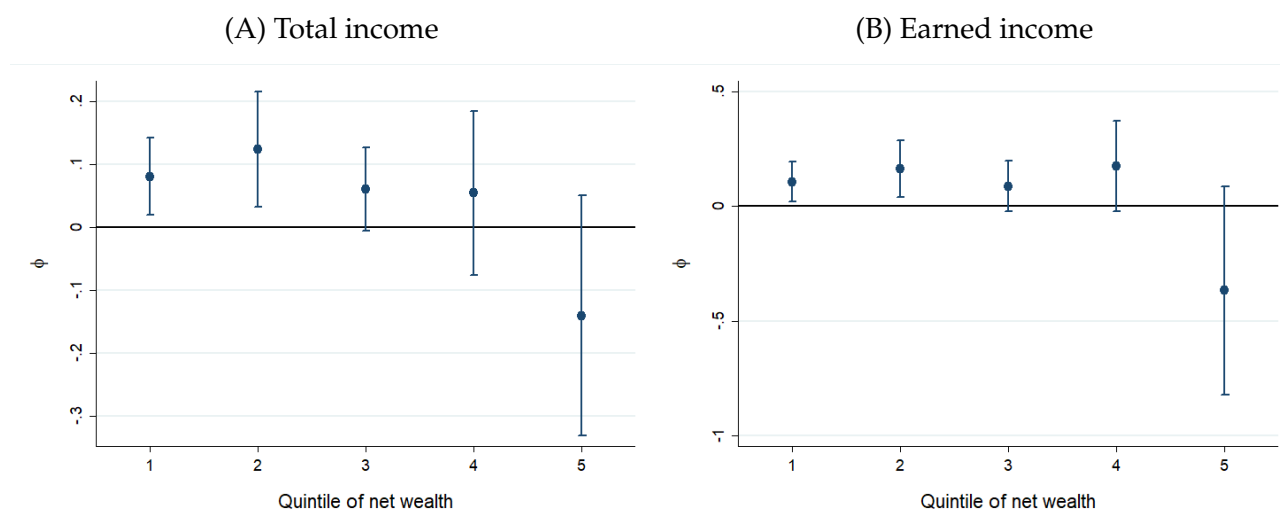 (A) Total income
.2
.1
0
-.1
-.2
-.3
ϕ
1 2 3 4 5
Quintile of net wealth
(B) Earned income
.5
0
-.5
-1
ϕ
1 2 3 4 5
Quintile of net wealth